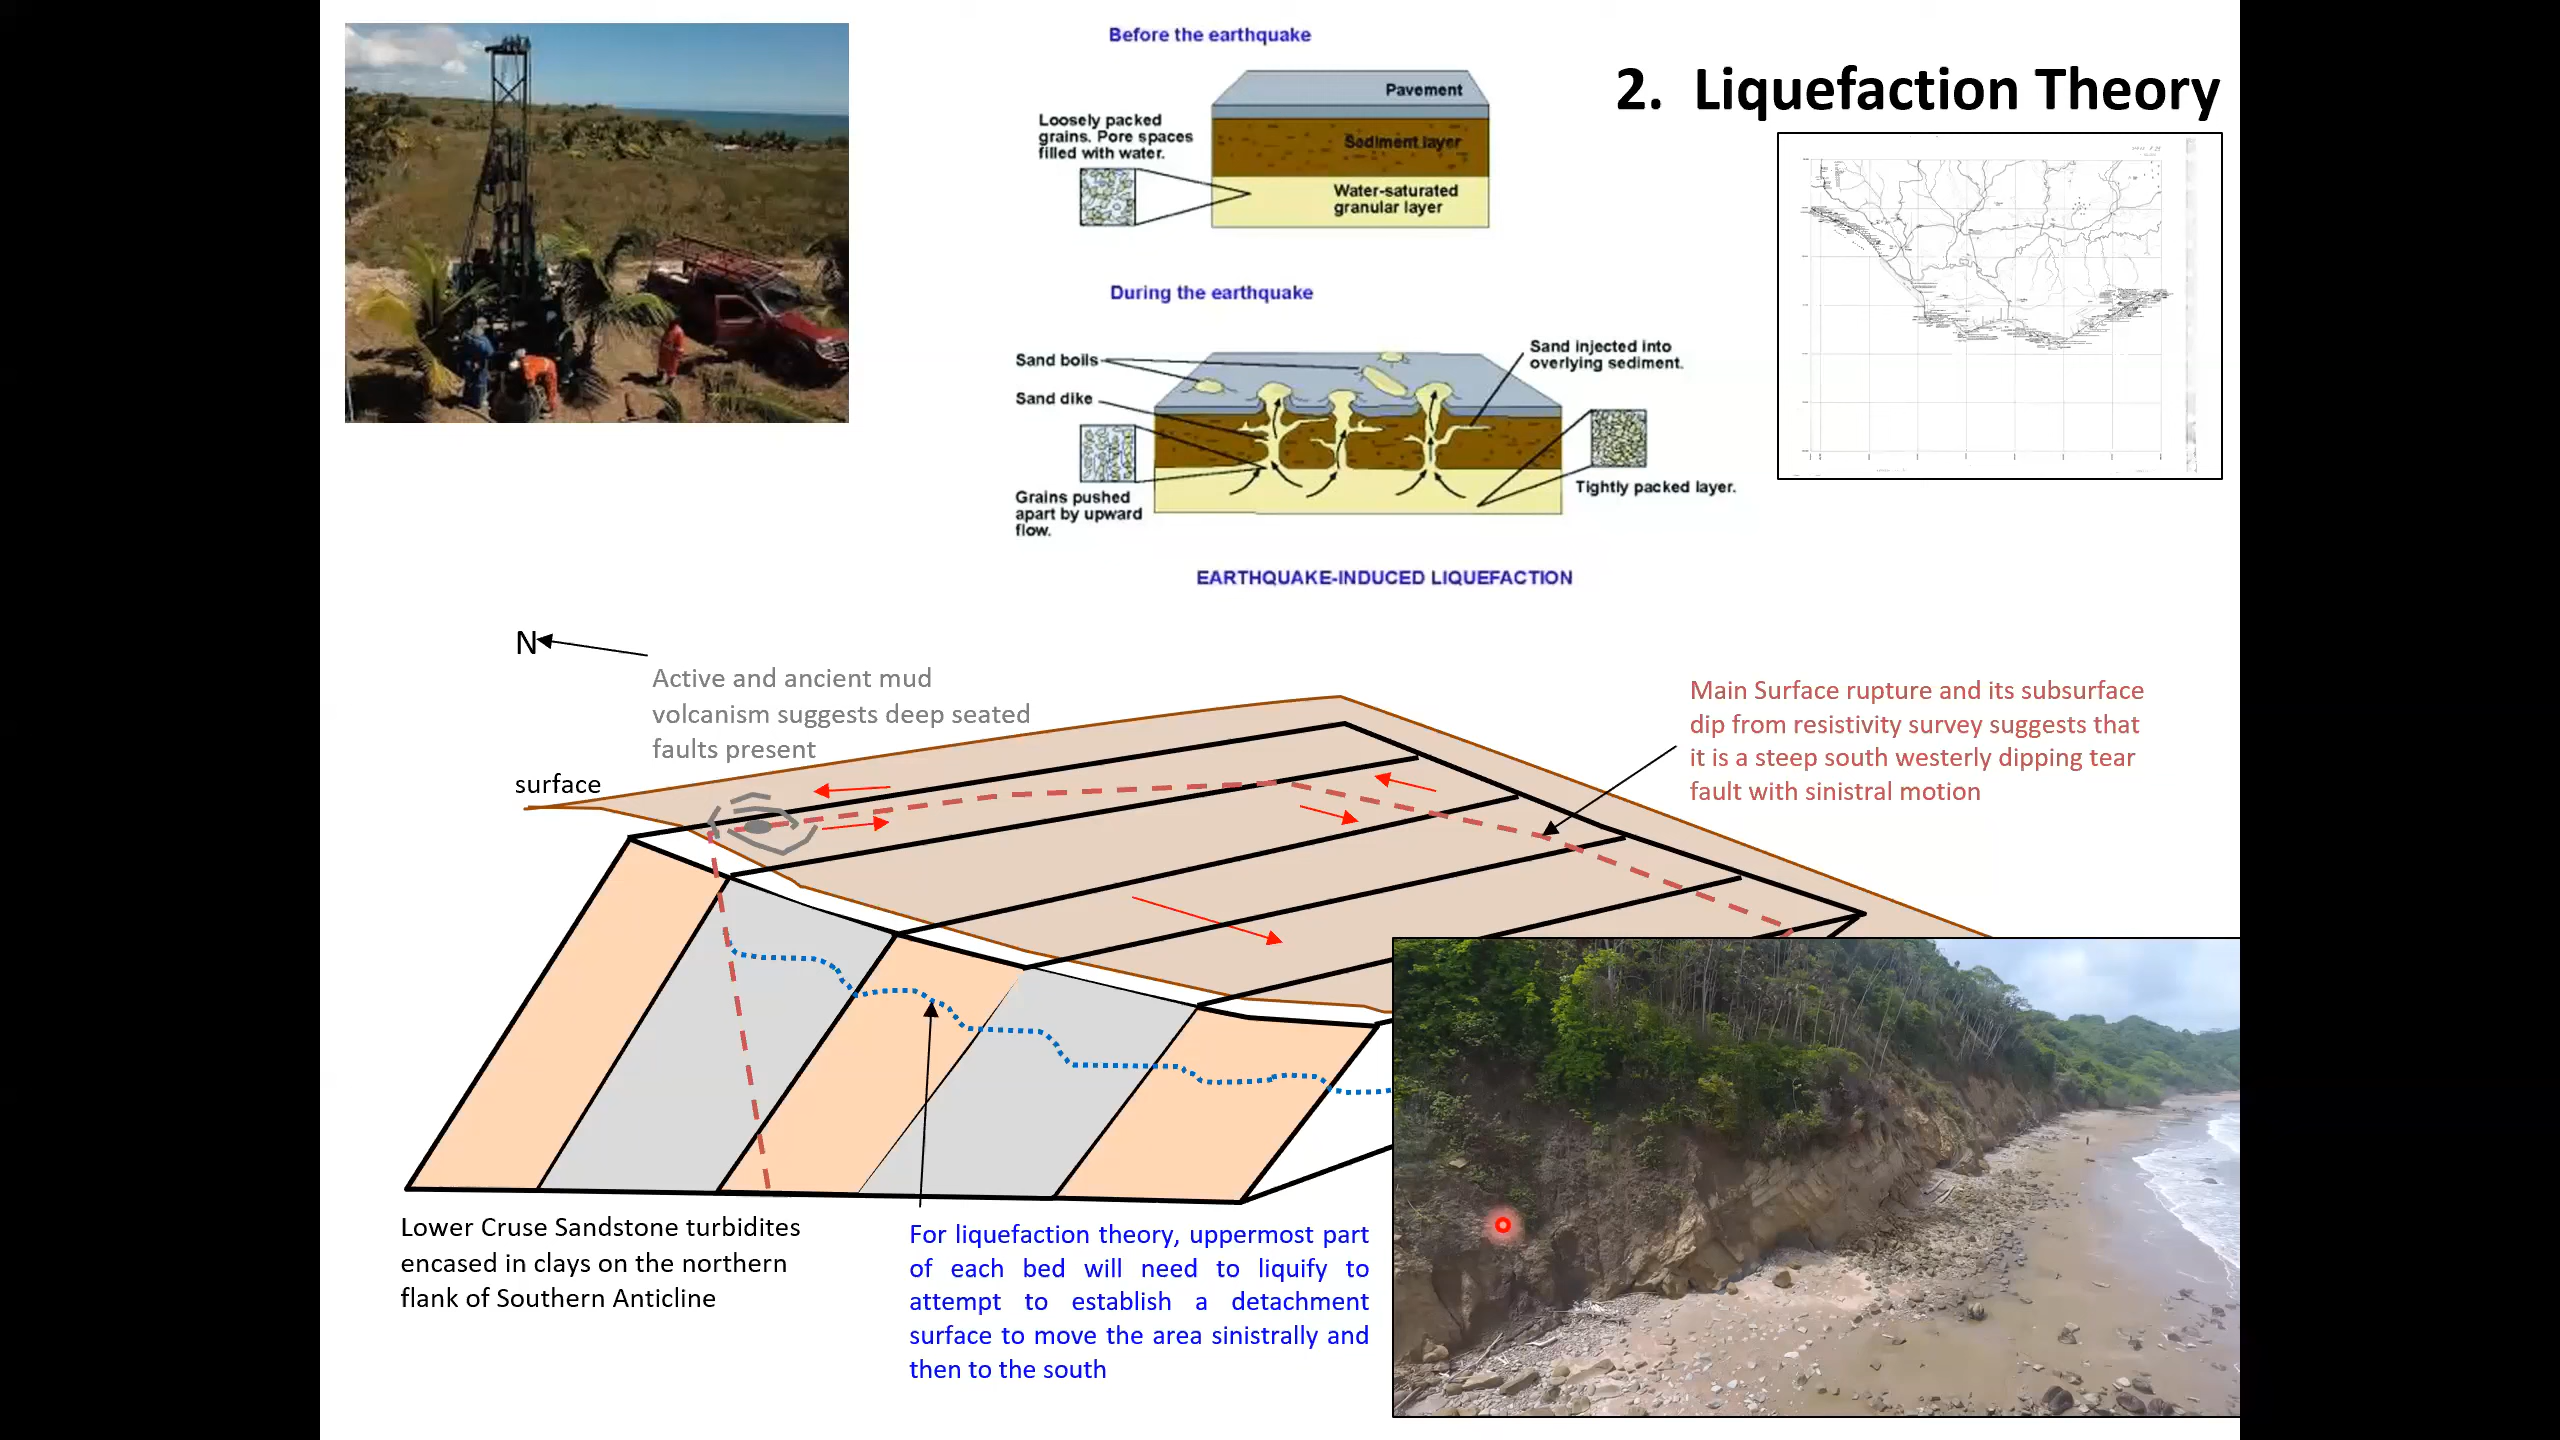 2. Liquefaction Theory
Before the earthquake
Pavement
Loosely packed
grains. Pore spaces
filled with water.
Sediment layer
Water-saturated
granular layer
During the earthquake
Sand boils
Sand dike
Sand injected into
overlying sediment.
Grains pushed
apart by upward
flow.
Tightly packed layer.
EARTHQUAKE-INDUCED LIQUEFACTION
N
Active and ancient mud
volcanism suggests deep seated
faults present
surface
Main Surface rupture and its subsurface
dip from resistivity survey suggests that
it is a steep south westerly dipping tear
fault with sinistral motion
Lower Cruse Sandstone turbidites
encased in clays on the northern
flank of Southern Anticline
For liquefaction theory, uppermost part
of each bed will need to liquify to
attempt to establish a detachment
surface to move the area sinistrally and
then to the south